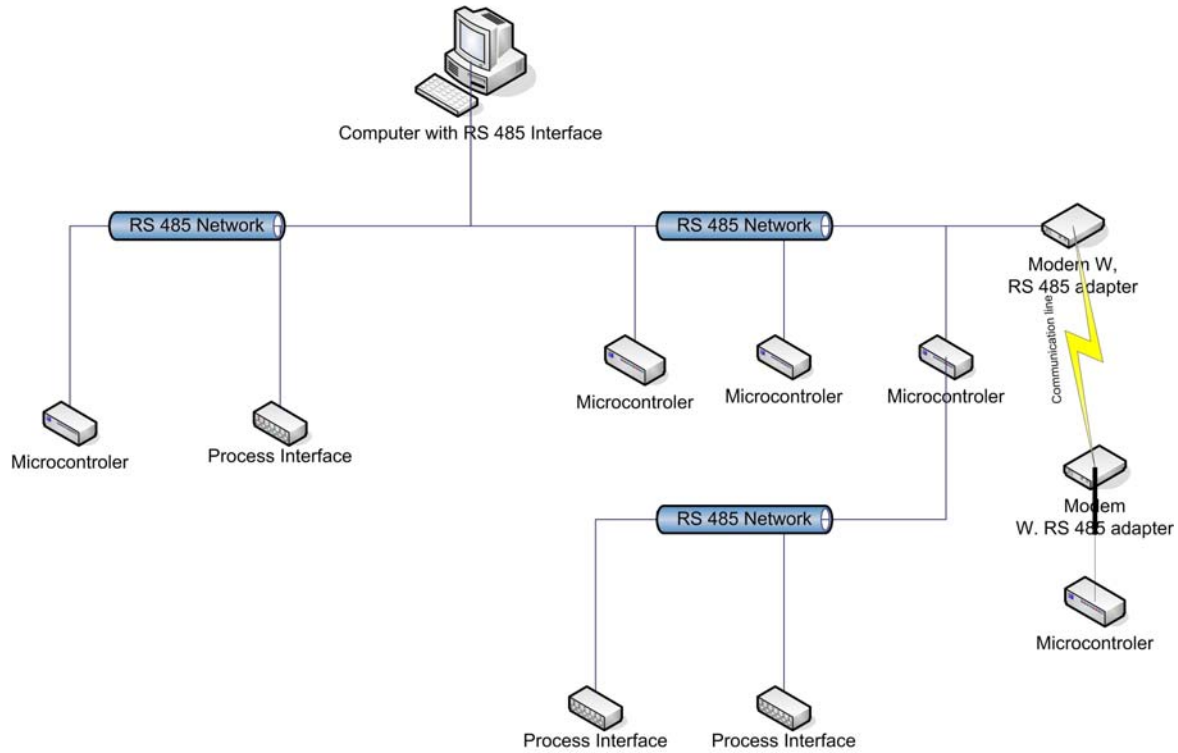 Computer with RS 485 Interface
RS 485 Network
RS 485 Network
Modem W,
RS 485 adapter
Communication line
Microcontroler
Microcontroler
Microcontroler
Microcontroler
Process Interface
RS 485 Network
Modem
W. RS 485 adapter
Microcontroler
Process Interface
Process Interface